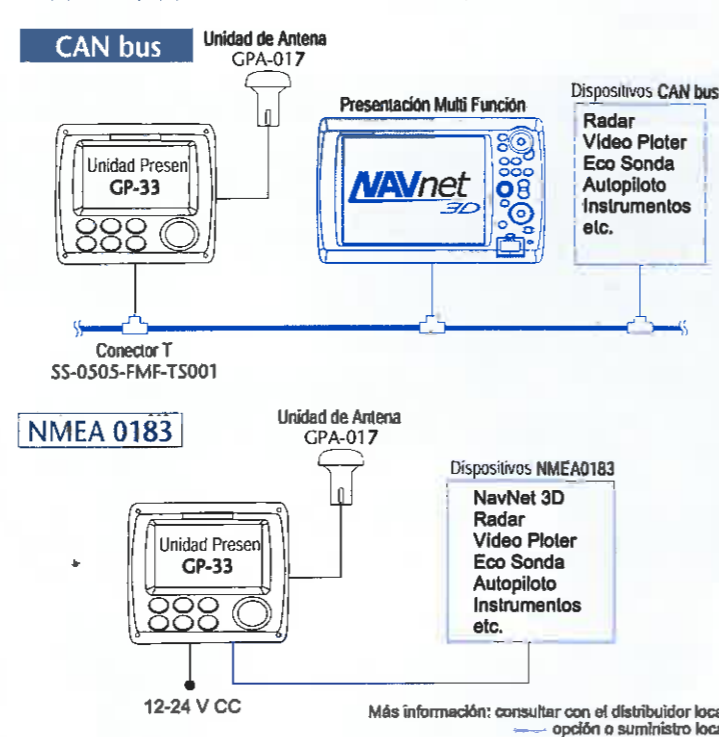 CAN bus
Unidad de Antena
GPA-017
Unidad Presen
GP-33
Presentación Multi Función
NAVnet
3D
Dispositivos CAN bus
Radar
Video Ploter
Eco Sonda
Autopiloto
Instrumentos
etc.
Conector T
SS-0505-FMF-TS001
NMEA 0183
Unidad de Antena
GPA-017
Unidad Presen
GP-33
12-24 V CC
Dispositivos NMEA0183
NavNet 3D
Radar
Video Ploter
Eco Sonda
Autopiloto
Instrumentos
etc.
Más información: consultar con el distribuidor loca
opción o suministro loca